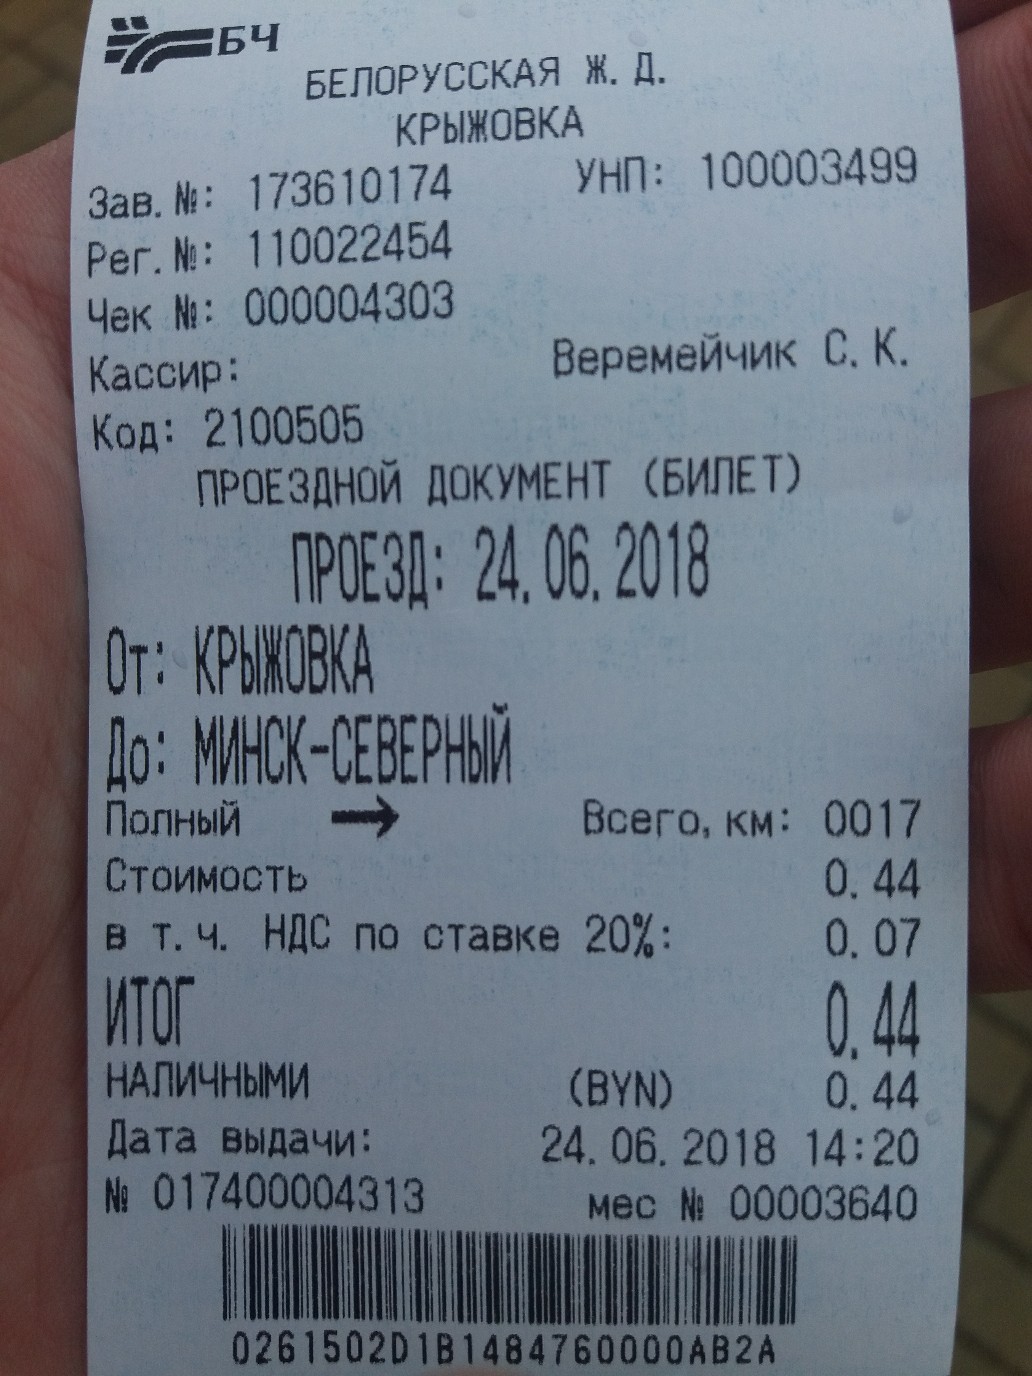 БЧ
БЕЛОРУССКАЯ Ж. Д.
КРЫЖОВКА
Зав. №: 173610174 УНП: 100003499
Рег. №: 110022454
Чек №: 000004303
Кассир: Веремейчик С. К.
Код: 2100505
ПРОЕЗДНОЙ ДОКУМЕНТ (БИЛЕТ)
ПРОЕЗД: 24.06.2018
От: КРЫЖОВКА
До: МИНСК-СЕВЕРНЫЙ
Полный → Всего, км: 0017
Стоимость 0.44
в т.ч. НДС по ставке 20%: 0.07
ИТОГ 0.44
НАЛИЧНЫМИ (BYN) 0.44
Дата выдачи: 24.06.2018 14:20
№ 017400004313 мес № 00003640
0261502D1B1484760000AB2A